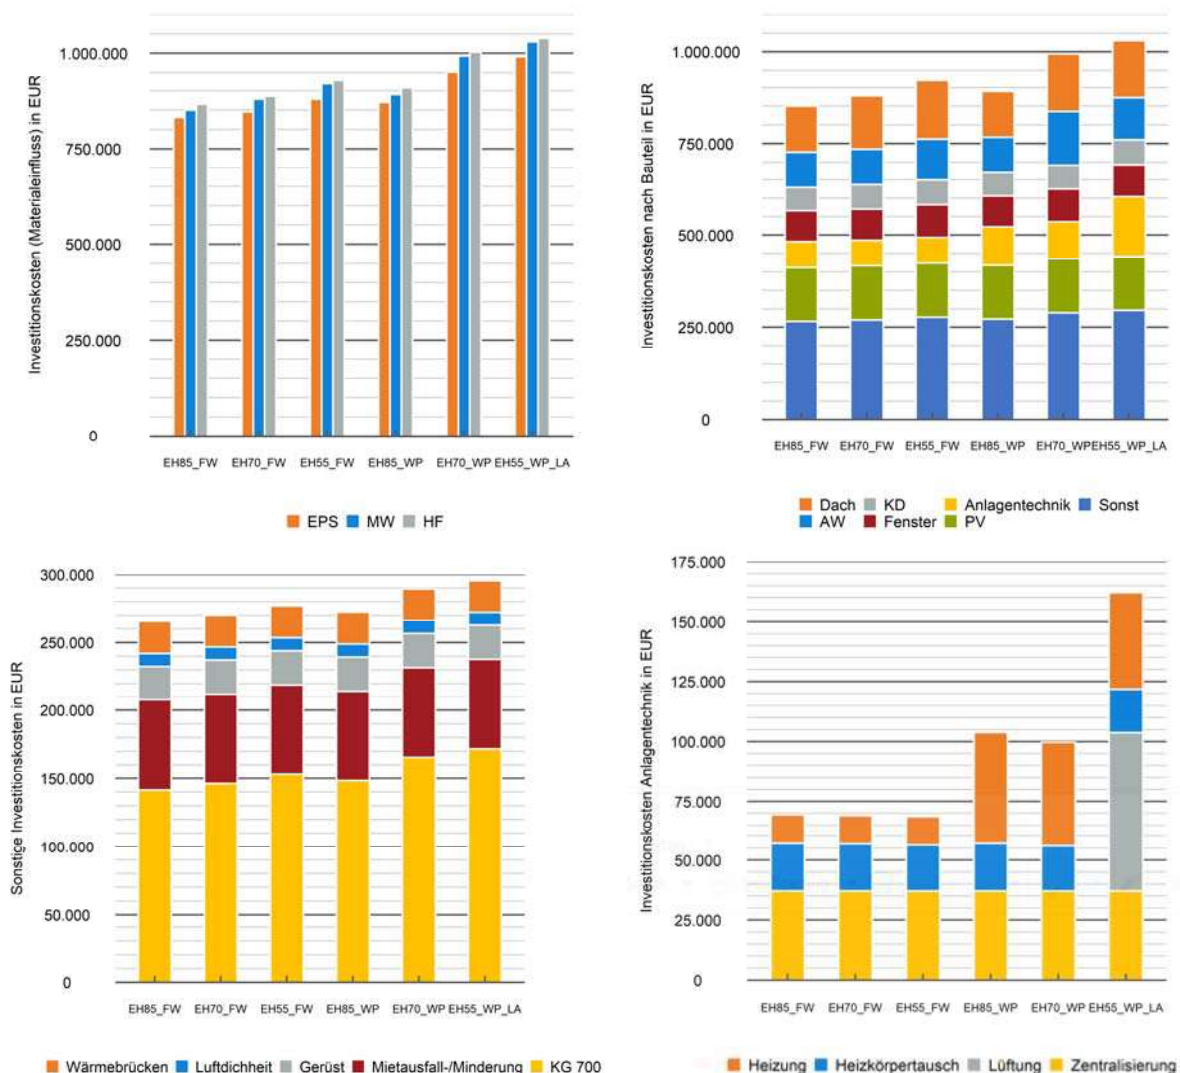 Investitionskosten (Materialeinfluss) in EUR
1.000.000
750.000
500.000
250.000
0
EH85_FW EH70_FW EH55_FW EH85_WP EH70_WP EH55_WP_LA
EPS MW HF
Investitionskosten nach Bauteil in EUR
1.000.000
750.000
500.000
250.000
0
EH85_FW EH70_FW EH55_FW EH85_WP EH70_WP EH55_WP_LA
Dach KD Anlagentechnik Sonst
AW Fenster PV
Sonstige Investitionskosten in EUR
300.000
250.000
200.000
150.000
100.000
50.000
0
EH85_FW EH70_FW EH55_FW EH85_WP EH70_WP EH55_WP_LA
Wärmebrücken Luftdichheit Gerüst Mietausfall-/Minderung KG 700
Investitionskosten Anlagentechnik in EUR
175.000
150.000
125.000
100.000
75.000
50.000
25.000
0
EH85_FW EH70_FW EH55_FW EH85_WP EH70_WP EH55_WP_LA
Heizung Heizkörpertausch Lüftung Zentralisierung